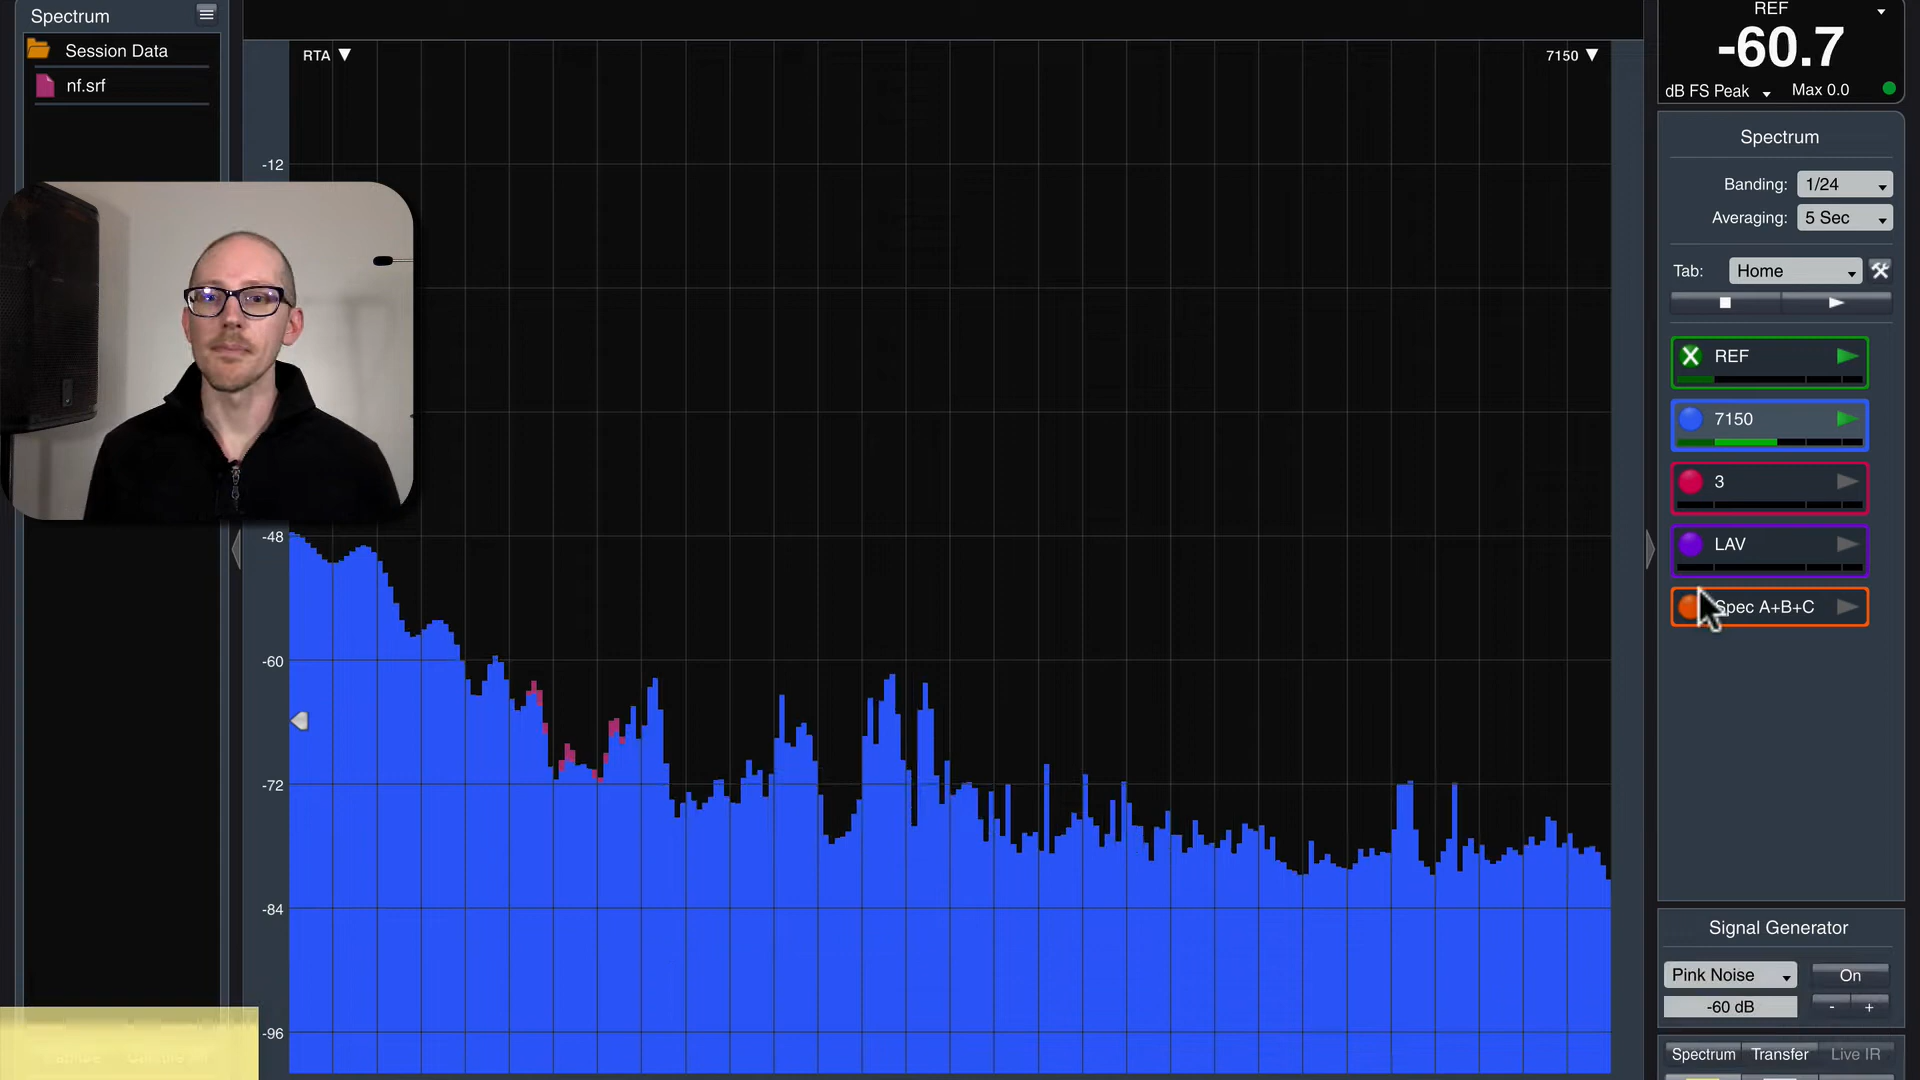 Spectrum
Session Data
nf.srf
RTA
7150
-12
-48
-60
-72
-84
-96
REF
-60.7
dB FS Peak
Max 0.0
Spectrum
Banding: 1/24
Averaging: 5 Sec
Tab: Home
REF
7150
3
LAV
Spec A+B+C
Signal Generator
Pink Noise
On
-60 dB
- +
Spectrum Transfer Live IR